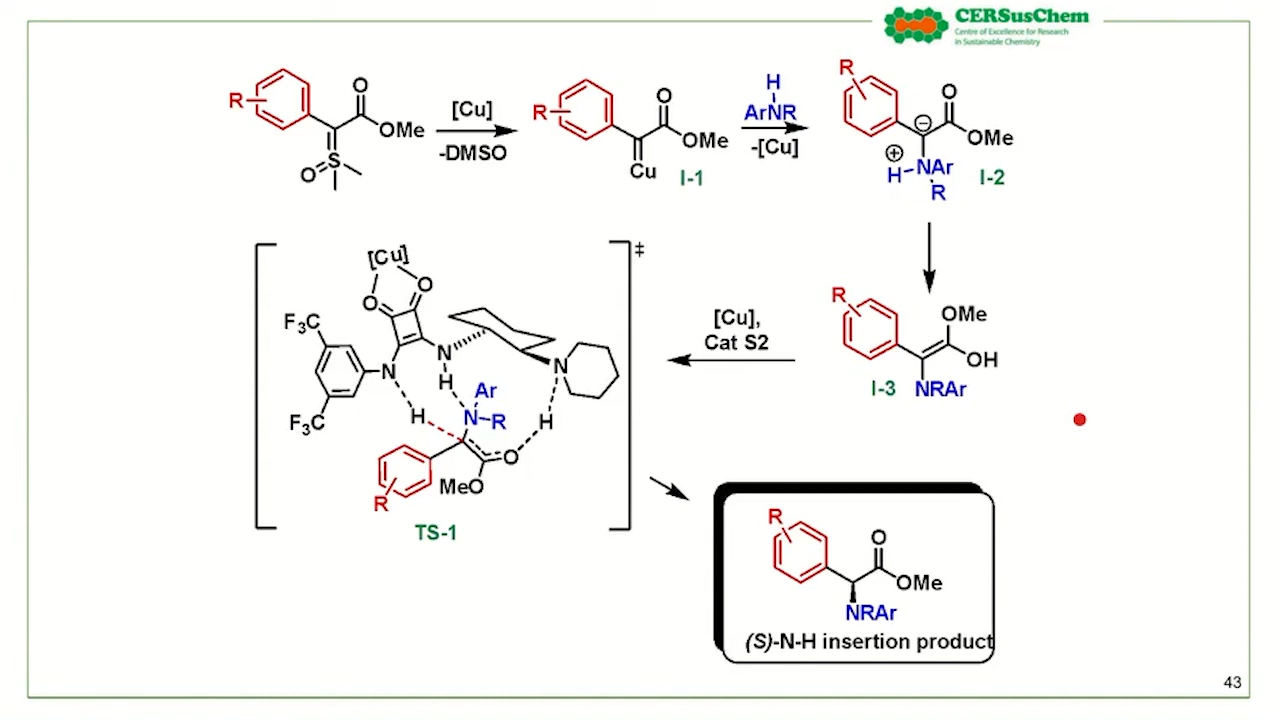 CERSusChem
Centre of Excellence for Research
in Sustainable Chemistry
R
O
OMe
S
O
[Cu]
-DMSO
R
O
OMe
Cu
I-1
H
ArNR
-[Cu]
R
O
⊖
OMe
⊕
H NAr
R
I-2
[Cu]
O
O
F3C
F3C
N
N
H
H
N
H
Ar
N-R
O
MeO
R
‡
TS-1
[Cu],
Cat S2
R
OMe
OH
I-3 NRAr
R
O
OMe
NRAr
(S)-N-H insertion product
43